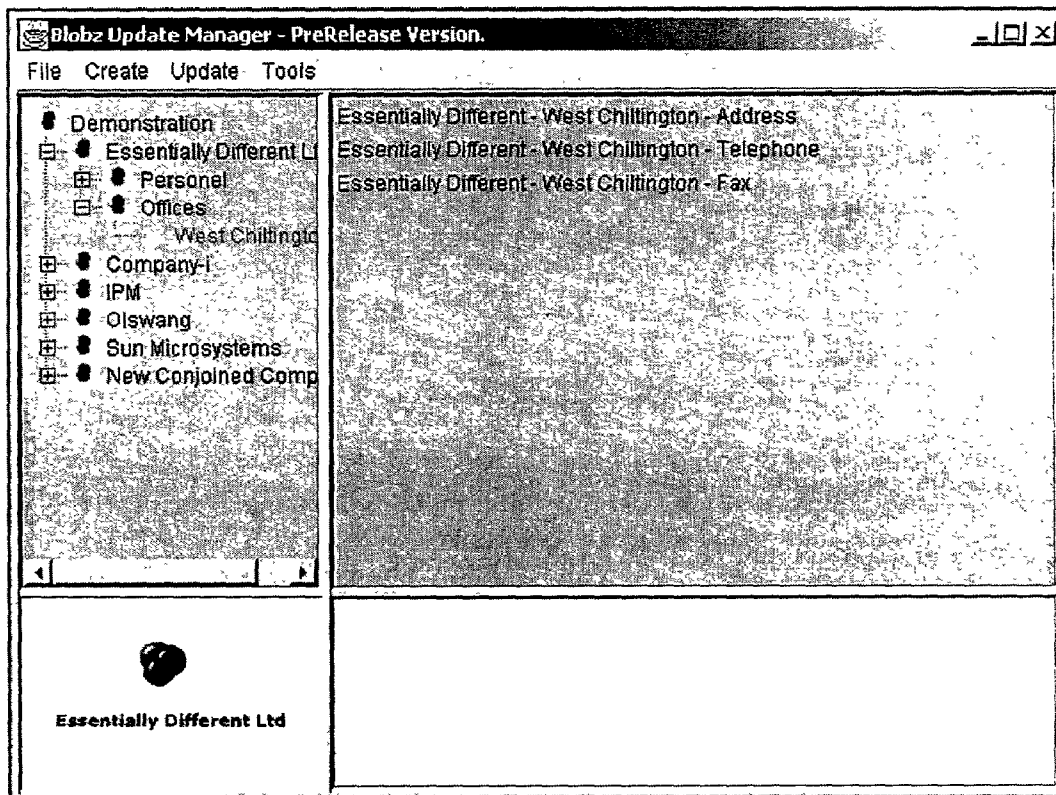 Blobz Update Manager - PreRelease Version.
File Create Update Tools
Demonstration
Essentially Different Lt
Personel
Offices
West Chiltingto
Company-i
IPM
Olswang
Sun Microsystems
New Conjoined Comp
Essentially Different - West Chiltington - Address
Essentially Different - West Chiltington - Telephone
Essentially Different - West Chiltington - Fax
Essentially Different Ltd